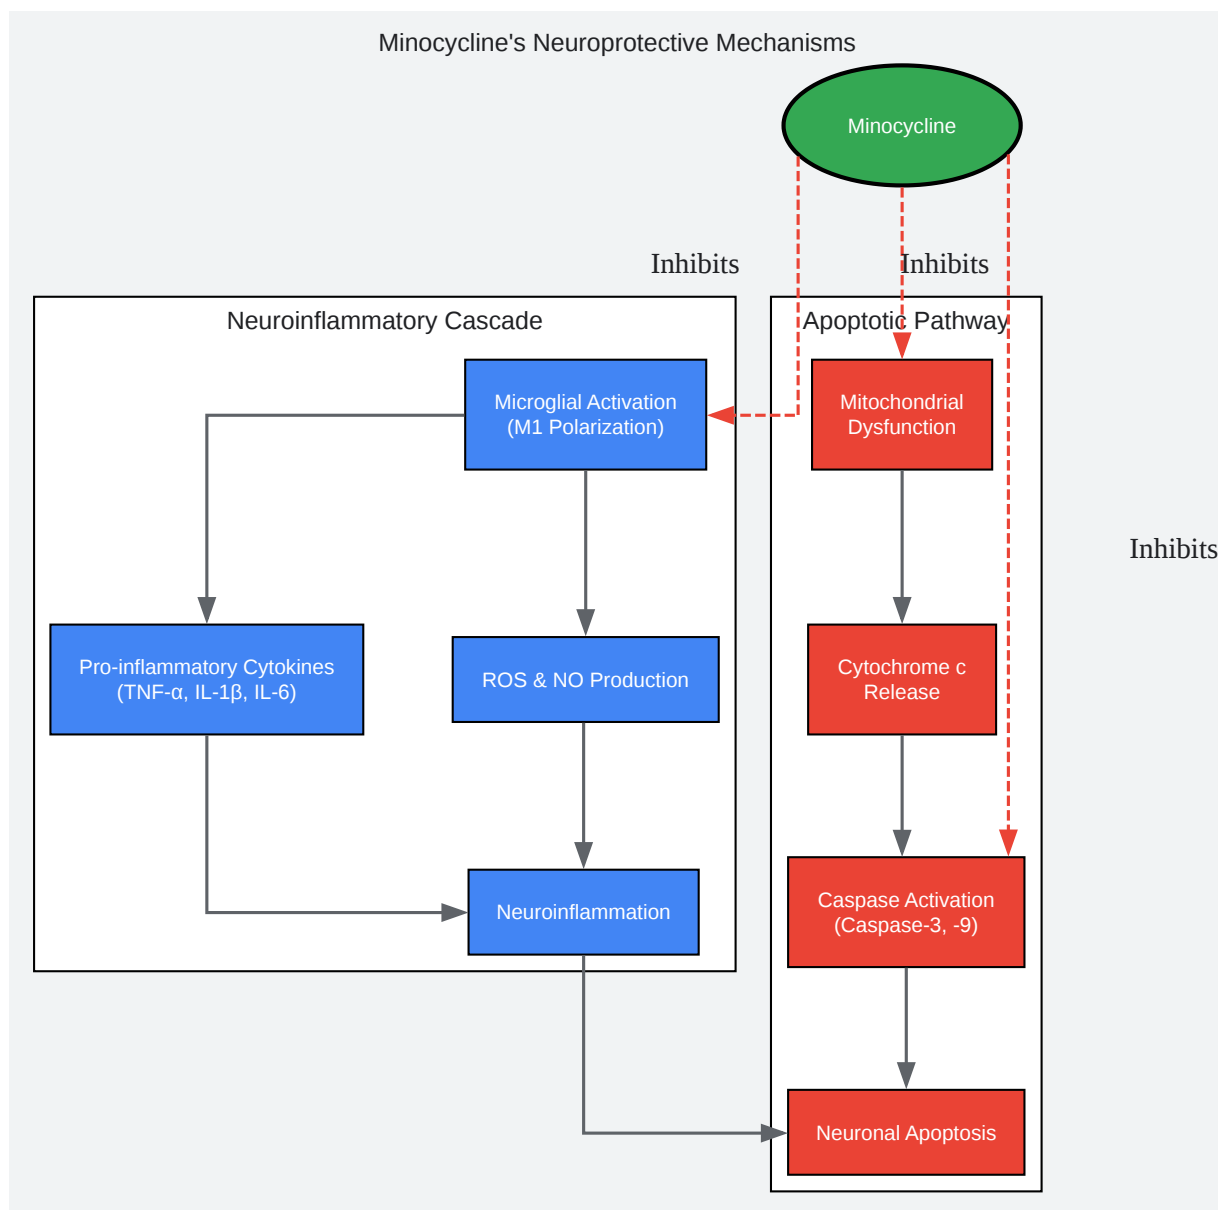 Minocycline's Neuroprotective Mechanisms
Minocycline
Inhibits
Inhibits
Neuroinflammatory Cascade
Apoptotic Pathway
Microglial Activation
(M1 Polarization)
Mitochondrial
Dysfunction
Inhibits
Pro-inflammatory Cytokines
(TNF-α, IL-1β, IL-6)
ROS & NO Production
Cytochrome c
Release
Neuroinflammation
Caspase Activation
(Caspase-3, -9)
Neuronal Apoptosis